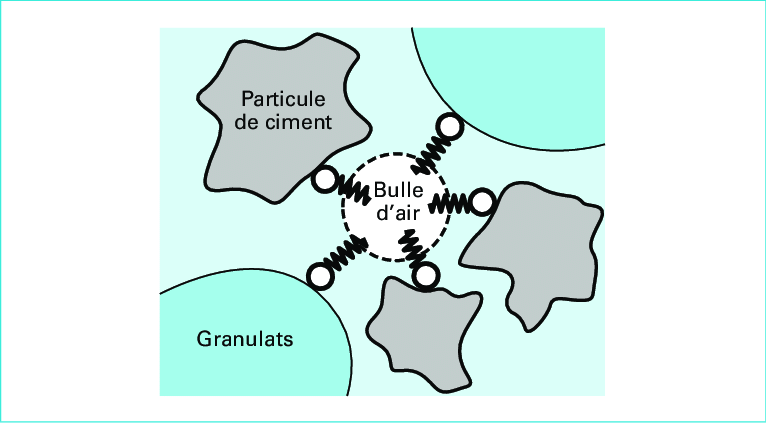 Particule
de ciment
Bulle
d’air
Granulats